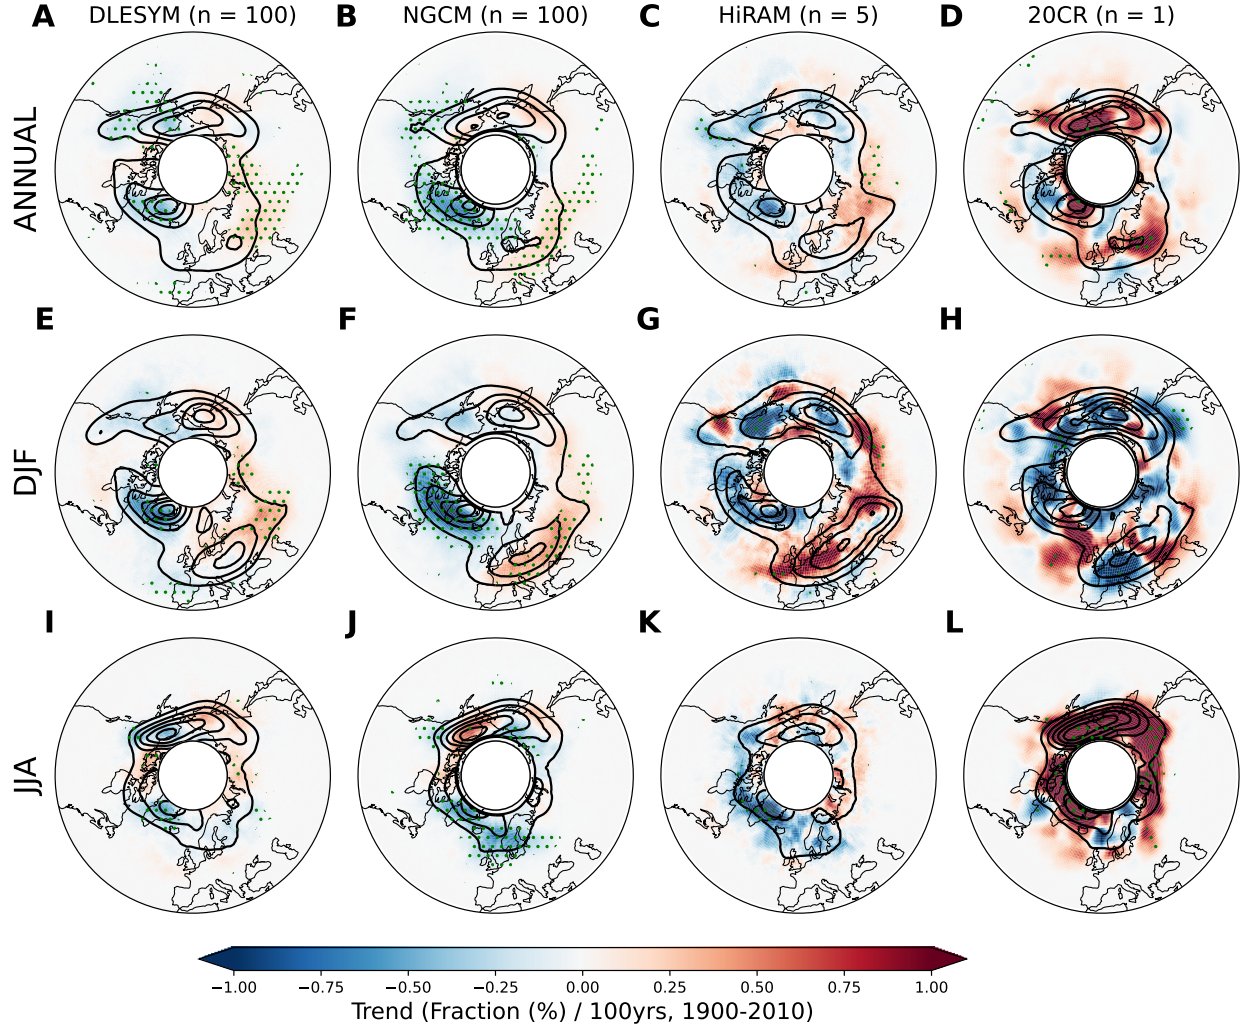 A DLESYM (n = 100) B NGCM (n = 100) C HiRAM (n = 5) D 20CR (n = 1)
ANNUAL
E F G H
DJF
I J K L
JJA
−1.00 −0.75 −0.50 −0.25 0.00 0.25 0.50 0.75 1.00
Trend (Fraction (%) / 100yrs, 1900-2010)